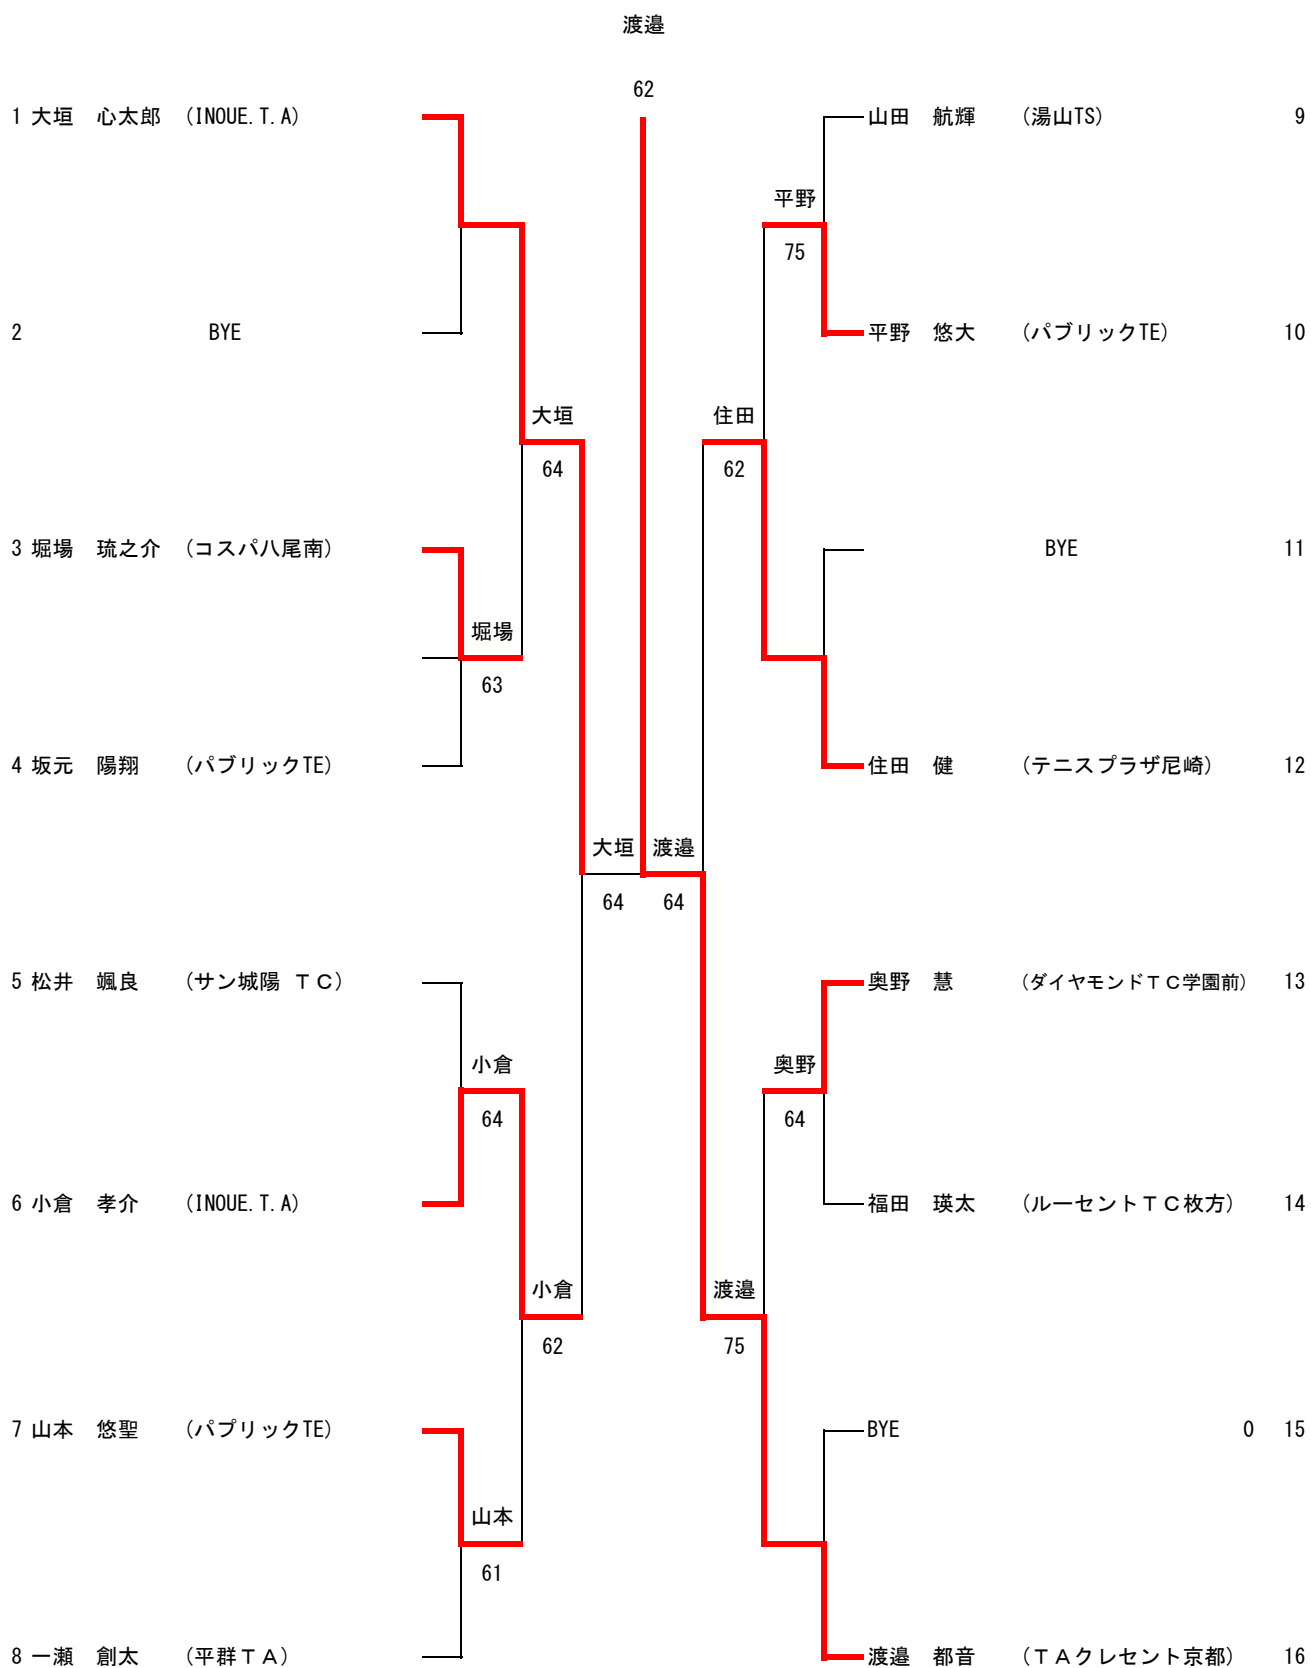 渡邉
62
1 大垣　心太郎 （INOUE.T.A）
山田　航輝 （湯山TS） 9
平野
75
2 BYE
平野　悠大 （パブリックTE） 10
大垣
住田
64
62
3 堀場　琉之介 （コスパ八尾南）
BYE 11
堀場
63
4 坂元　陽翔 （パブリックTE）
住田　健 （テニスプラザ尼崎） 12
大垣 渡邉
64 64
5 松井　颯良 （サン城陽 ＴＣ）
奥野　慧 （ダイヤモンドＴＣ学園前） 13
小倉
奥野
64
64
6 小倉　孝介 （INOUE.T.A）
福田　瑛太 （ルーセントＴＣ枚方） 14
小倉
渡邉
62
75
7 山本　悠聖 （パプリックTE）
BYE 0 15
山本
61
8 一瀬　創太 （平群ＴＡ）
渡邉　都音 （ＴＡクレセント京都） 16